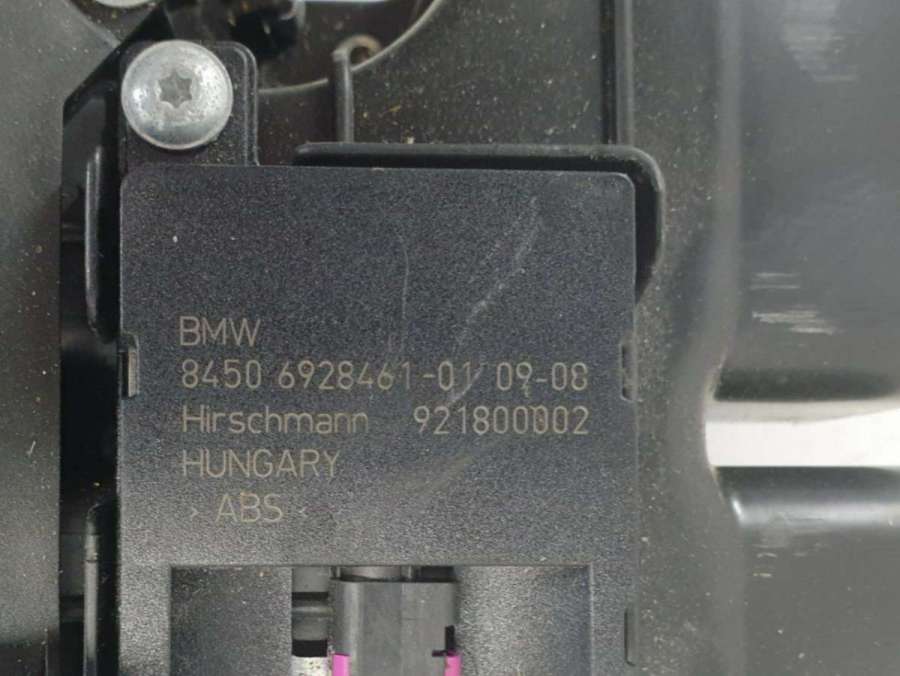 BMW
8450 6928461-01 09-08
Hirschmann 921800002
HUNGARY
> ABS <